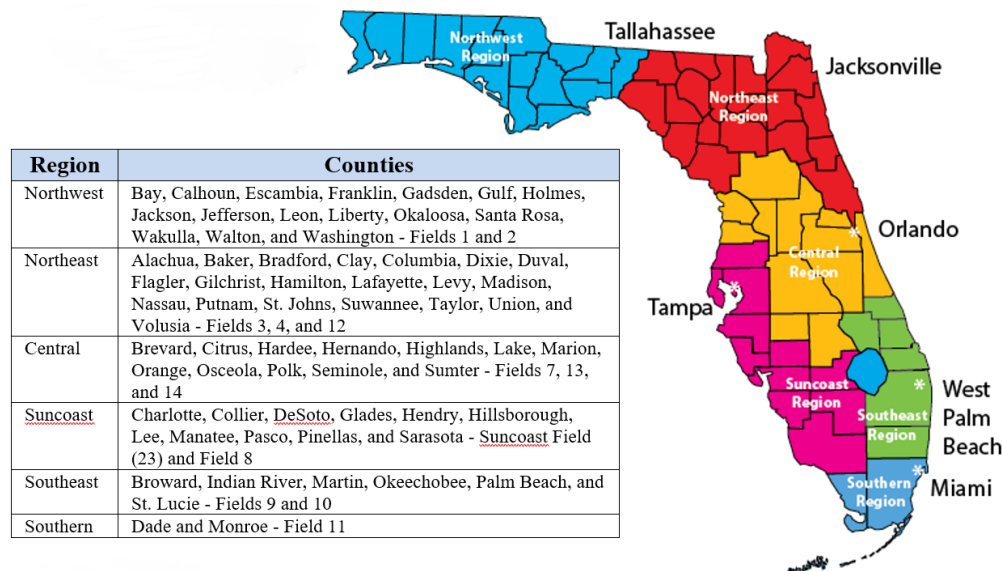 Region Counties
Northwest Bay, Calhoun, Escambia, Franklin, Gadsden, Gulf, Holmes,
Jackson, Jefferson, Leon, Liberty, Okaloosa, Santa Rosa,
Wakulla, Walton, and Washington - Fields 1 and 2
Northeast Alachua, Baker, Bradford, Clay, Columbia, Dixie, Duval,
Flagler, Gilchrist, Hamilton, Lafayette, Levy, Madison,
Nassau, Putnam, St. Johns, Suwannee, Taylor, Union, and
Volusia - Fields 3, 4, and 12
Central Brevard, Citrus, Hardee, Hernando, Highlands, Lake, Marion,
Orange, Osceola, Polk, Seminole, and Sumter - Fields 7, 13,
and 14
Suncoast Charlotte, Collier, DeSoto, Glades, Hendry, Hillsborough,
Lee, Manatee, Pasco, Pinellas, and Sarasota - Suncoast Field
(23) and Field 8
Southeast Broward, Indian River, Martin, Okeechobee, Palm Beach, and
St. Lucie - Fields 9 and 10
Southern Dade and Monroe - Field 11
Northwest
Region
Tallahassee
Jacksonville
Northeast
Region
Orlando
*
Central
Region
Tampa
*
Suncoast
Region
*
West
Palm
Beach
Southeast
Region
*
Miami
Southern
Region